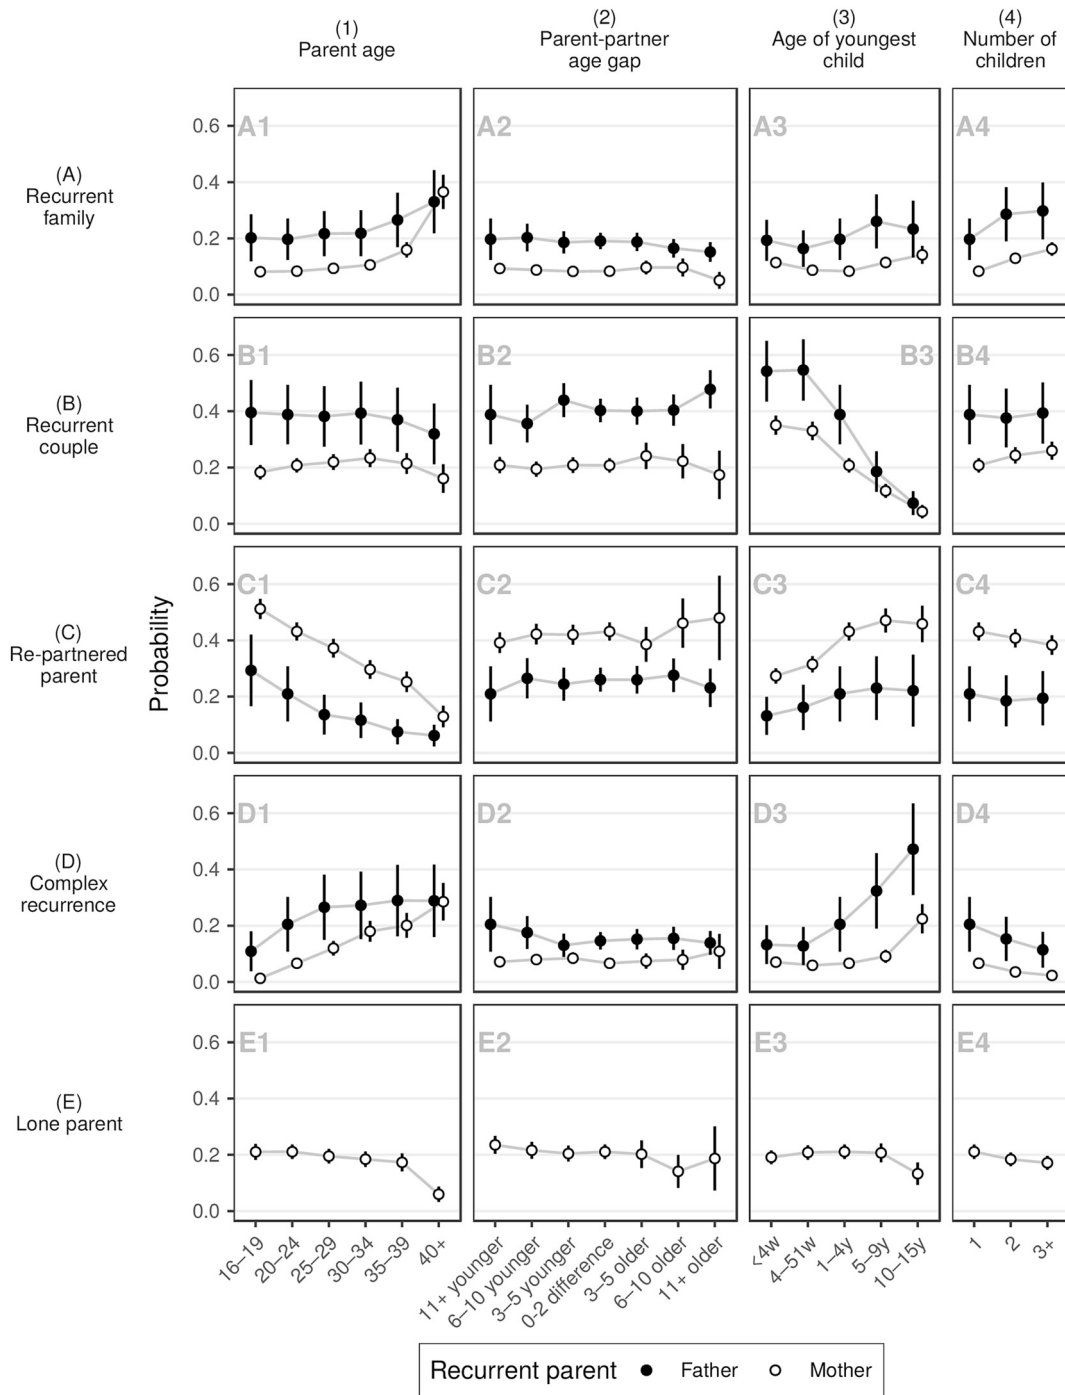 (1)
Parent age
(2)
Parent-partner
age gap
(3)
Age of youngest
child
(4)
Number of
children
(A)
Recurrent
family
0.6
0.4
0.2
0.0
A1
A2
A3
A4
(B)
Recurrent
couple
0.6
0.4
0.2
0.0
B1
B2
B3
B4
Probability
(C)
Re-partnered
parent
0.6
0.4
0.2
0.0
C1
C2
C3
C4
(D)
Complex
recurrence
0.6
0.4
0.2
0.0
D1
D2
D3
D4
(E)
Lone parent
0.6
0.4
0.2
0.0
E1
E2
E3
E4
16–19
20–24
25–29
30–34
35–39
40+
11+ younger
6–10 younger
3–5 younger
0-2 difference
3–5 older
6–10 older
11+ older
<4w
4–51w
1–4y
5–9y
10–15y
1
2
3+
Recurrent parent
Father
Mother